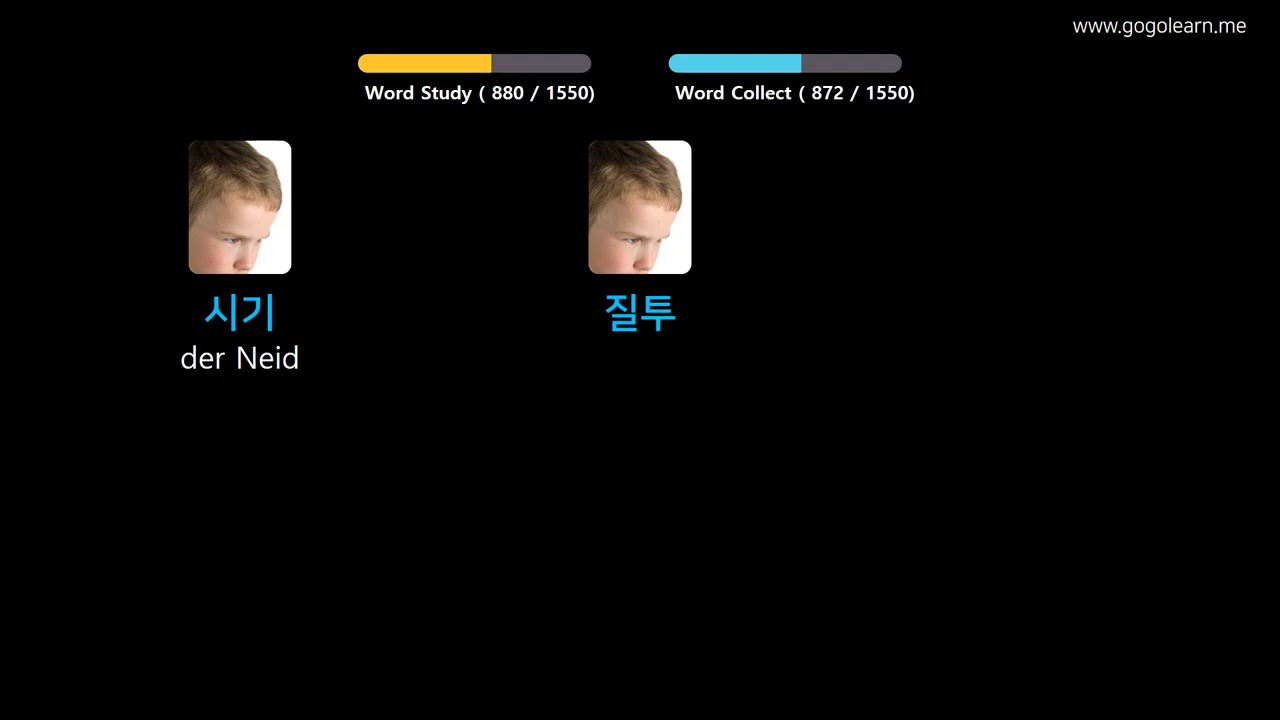 www.gogolearn.me
Word Study ( 880 / 1550)
Word Collect ( 872 / 1550)
시기
der Neid
질투